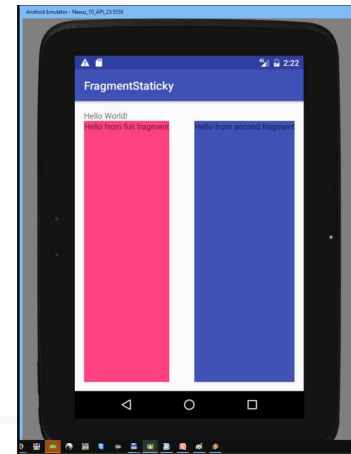 Android Emulator - Nexus_10_API_23:5556
2:22
FragmentStaticky
Hello World!
Hello from fist fragment
Hello from second fragment